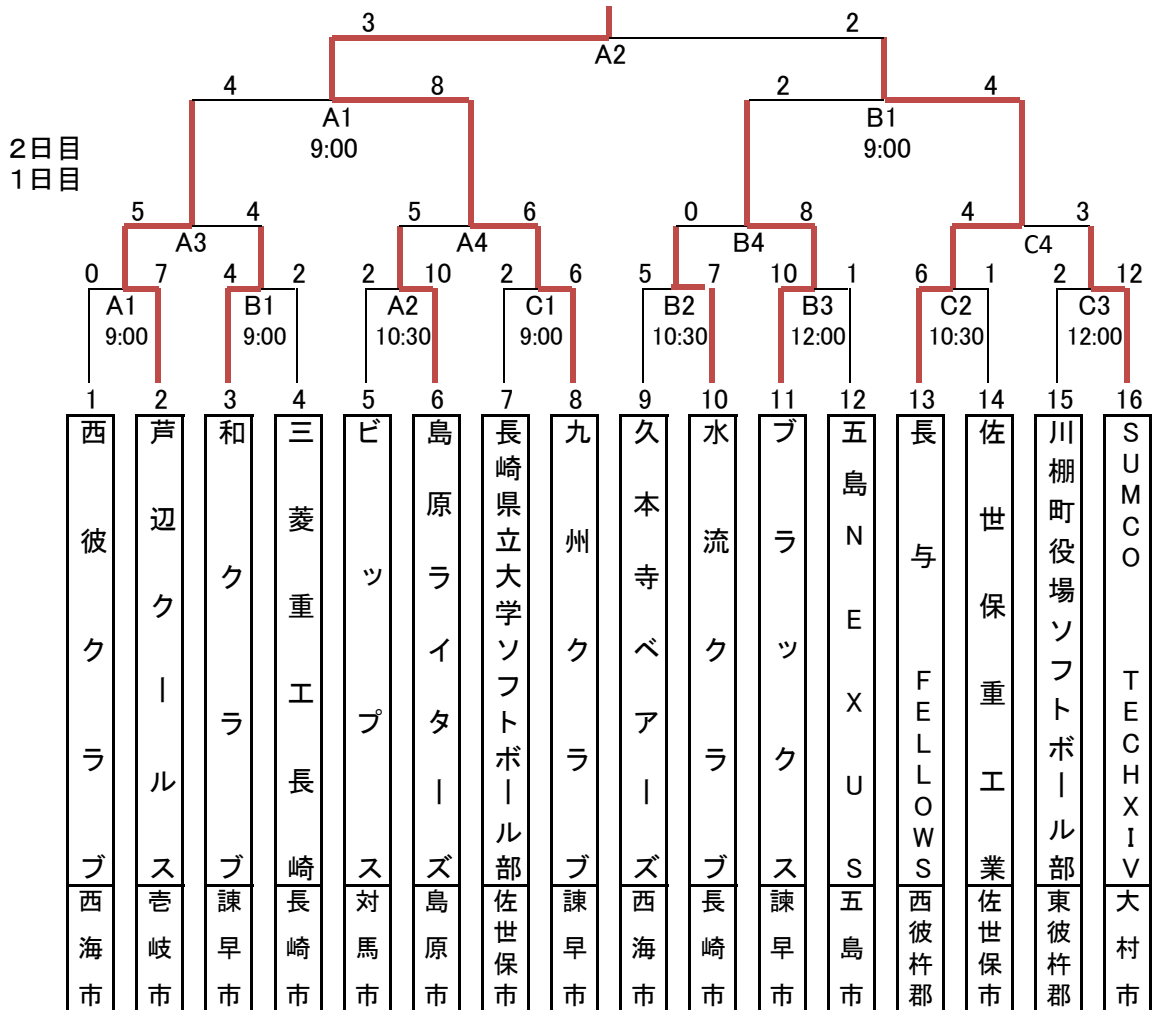 3 2
A2
4 8 2 4
A1 B1
9:00 9:00
2日目
1日目
5 4 5 6 0 8 4 3
A3 A4 B4 C4
0 7 4 2 2 10 2 6 5 7 10 1 6 1 2 12
A1 B1 A2 C1 B2 B3 C2 C3
9:00 9:00 10:30 9:00 10:30 12:00 10:30 12:00
1 2 3 4 5 6 7 8 9 10 11 12 13 14 15 16
西彼クラブ
芦辺クールス
和クラブ
三菱重工長崎
ビップス
島原ライターズ
長崎県立大学ソフトボール部
九州クラブ
久本寺ベアーズ
水流クラブ
ブラックス
五島NEXUS
長与 FELLOWS
佐世保重工業
川棚町役場ソフトボール部
SUMCO TECHXIV
西海市
壱岐市
諫早市
長崎市
対馬市
島原市
佐世保市
諫早市
西海市
長崎市
諫早市
五島市
西彼杵郡
佐世保市
東彼杵郡
大村市